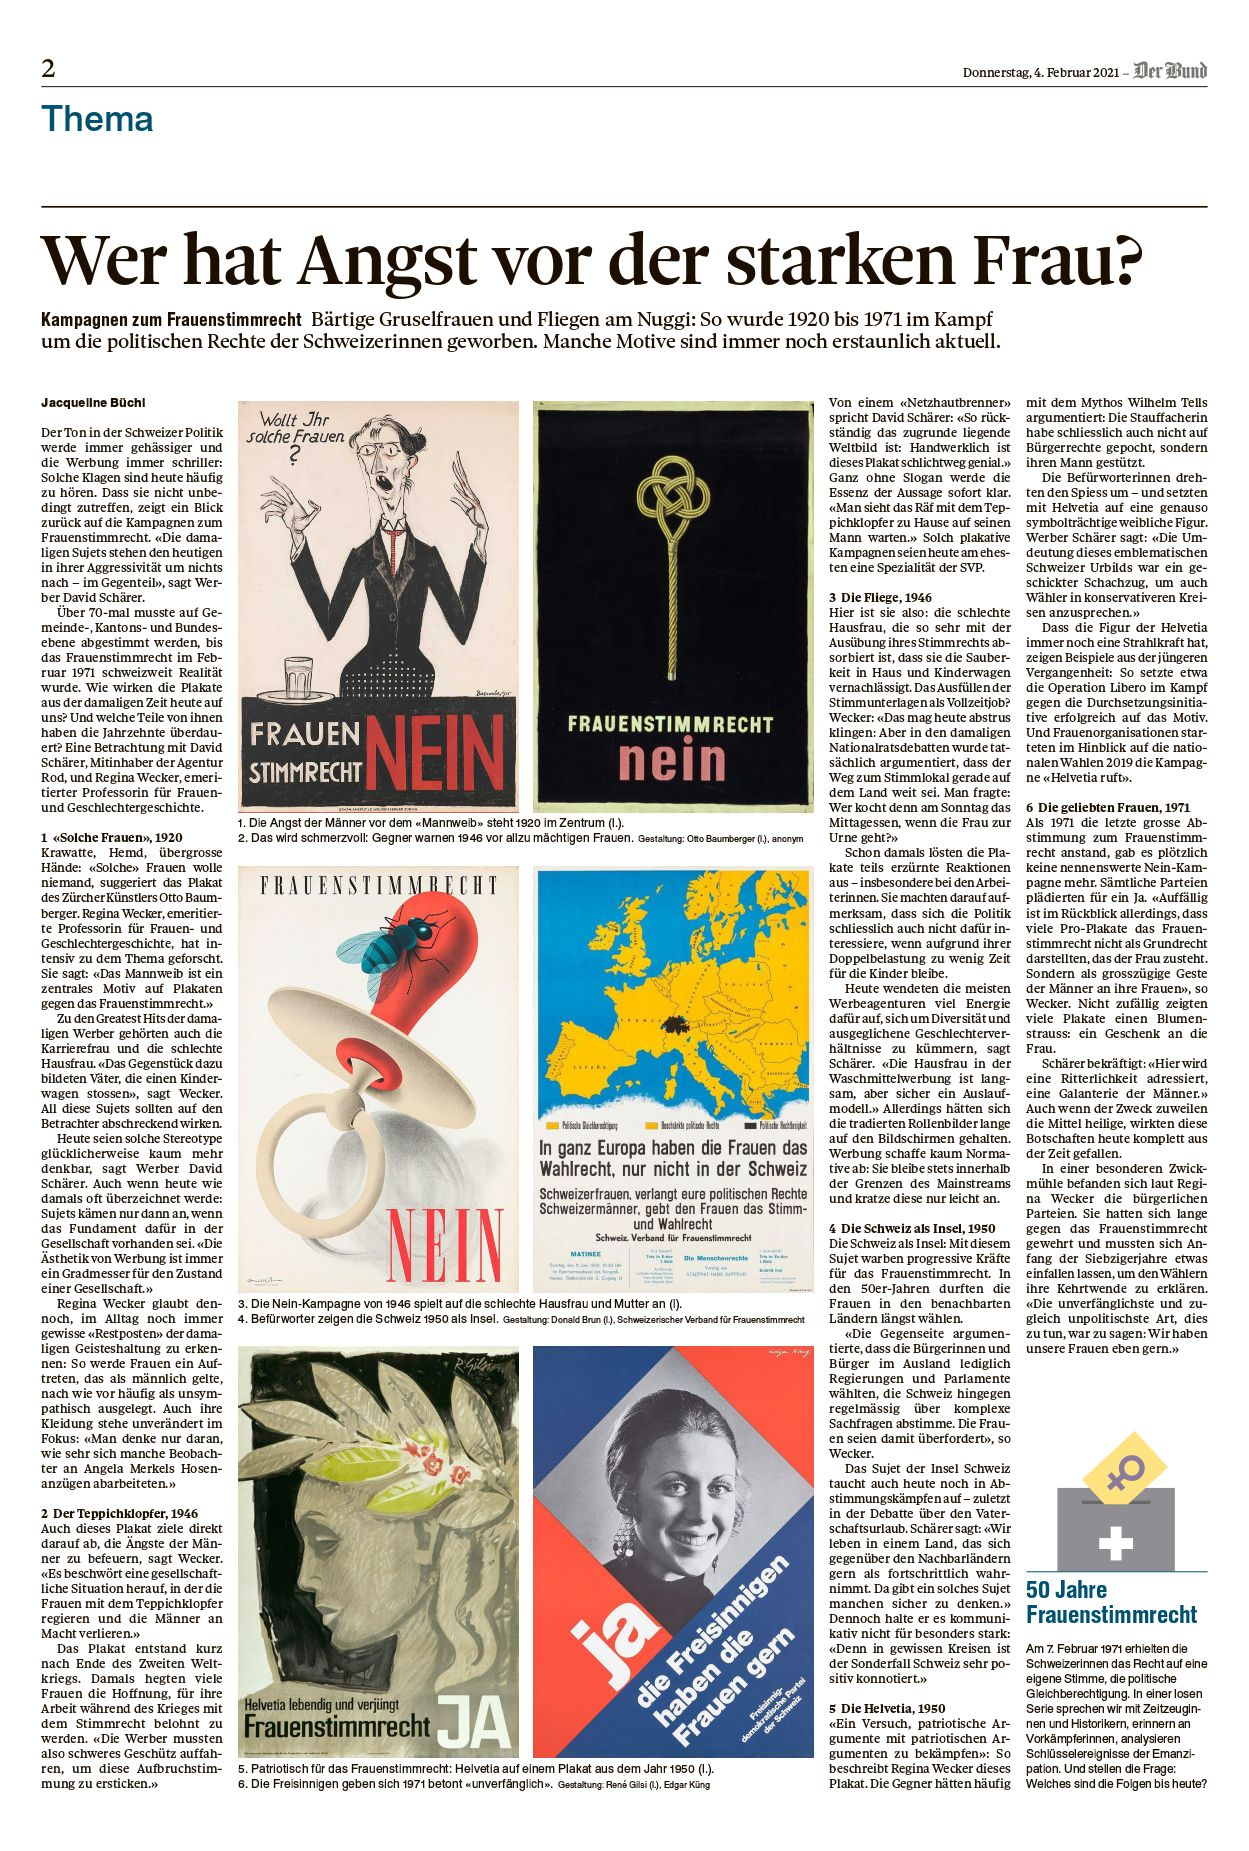 2
Donnerstag, 4. Februar 2021 – Der Bund
Thema
Wer hat Angst vor der starken Frau?
Kampagnen zum Frauenstimmrecht Bärtige Gruselfrauen und Fliegen am Nuggi: So wurde 1920 bis 1971 im Kampf
um die politischen Rechte der Schweizerinnen geworben. Manche Motive sind immer noch erstaunlich aktuell.
Jacqueline Büchi
Der Ton in der Schweizer Politik
werde immer gehässiger und
die Werbung immer schriller:
Solche Klagen sind heute häufig
zu hören. Dass sie nicht unbe-
dingt zutreffen, zeigt ein Blick
zurück auf die Kampagnen zum
Frauenstimmrecht. «Die dama-
ligen Sujets stehen den heutigen
in ihrer Aggressivität um nichts
nach – im Gegenteil», sagt Wer-
ber David Schärer.
Über 70-mal musste auf Ge-
meinde-, Kantons- und Bundes-
ebene abgestimmt werden, bis
das Frauenstimmrecht im Feb-
ruar 1971 schweizweit Realität
wurde. Wie wirken die Plakate
aus der damaligen Zeit heute auf
uns? Und welche Teile von ihnen
haben die Jahrzehnte überdau-
ert? Eine Betrachtung mit David
Schärer, Mitinhaber der Agentur
Rod, und Regina Wecker, emeri-
tierter Professorin für Frauen-
und Geschlechtergeschichte.
1 «Solche Frauen», 1920
Krawatte, Hemd, übergrosse
Hände: «Solche» Frauen wolle
niemand, suggeriert das Plakat
des Zürcher Künstlers Otto Baum-
berger. Regina Wecker, emeritier-
te Professorin für Frauen- und
Geschlechtergeschichte, hat in-
tensiv zu dem Thema geforscht.
Sie sagt: «Das Mannweib ist ein
zentrales Motiv auf Plakaten
gegen das Frauenstimmrecht.»
Zu den Greatest Hits der dama-
ligen Werber gehörten auch die
Karrierefrau und die schlechte
Hausfrau. «Das Gegenstück dazu
bildeten Väter, die einen Kinder-
wagen stossen», sagt Wecker.
All diese Sujets sollten auf den
Betrachter abschreckend wirken.
Heute seien solche Stereotype
glücklicherweise kaum mehr
denkbar, sagt Werber David
Schärer. Auch wenn heute wie
damals oft überzeichnet werde:
Sujets kämen nur dann an, wenn
das Fundament dafür in der
Gesellschaft vorhanden sei. «Die
Ästhetik von Werbung ist immer
ein Gradmesser für den Zustand
einer Gesellschaft.»
Regina Wecker glaubt den-
noch, im Alltag noch immer
gewisse «Restposten» der dama-
ligen Geisteshaltung zu erken-
nen: So werde Frauen ein Auf-
treten, das als männlich gelte,
nach wie vor häufig als unsym-
pathisch ausgelegt. Auch ihre
Kleidung stehe unverändert im
Fokus: «Man denke nur daran,
wie sehr sich manche Beobach-
ter an Angela Merkels Hosen-
anzügen abarbeiteten.»
2 Der Teppichklopfer, 1946
Auch dieses Plakat ziele direkt
darauf ab, die Ängste der Män-
ner zu befeuern, sagt Wecker.
«Es beschwört eine gesellschaft-
liche Situation herauf, in der die
Frauen mit dem Teppichklopfer
regieren und die Männer an
Macht verlieren.»
Das Plakat entstand kurz
nach Ende des Zweiten Welt-
kriegs. Damals hegten viele
Frauen die Hoffnung, für ihre
Arbeit während des Krieges mit
dem Stimmrecht belohnt zu
werden. «Die Werber mussten
also schweres Geschütz auffah-
ren, um diese Aufbruchstim-
mung zu ersticken.»
Wollt Ihr
solche Frauen
?
Baumberger
FRAUEN
STIMMRECHT
NEIN
FRAUENSTIMMRECHT
nein
1. Die Angst der Männer vor dem «Mannweib» steht 1920 im Zentrum (l.).
2. Das wird schmerzvoll: Gegner warnen 1946 vor allzu mächtigen Frauen. Gestaltung: Otto Baumberger (l.), anonym
FRAUENSTIMMRECHT
NEIN
Politische Gleichberechtigung
Beschränkte politische Rechte
Politische Rechtlosigkeit
In ganz Europa haben die Frauen das
Wahlrecht, nur nicht in der Schweiz
Schweizerfrauen, verlangt eure politischen Rechte
Schweizermänner, gebt den Frauen das Stimm-
und Wahlrecht
Schweiz. Verband für Frauenstimmrecht
MATINEE
Die Menschenrechte
3. Die Nein-Kampagne von 1946 spielt auf die schlechte Hausfrau und Mutter an (l).
4. Befürworter zeigen die Schweiz 1950 als Insel. Gestaltung: Donald Brun (l.), Schweizerischer Verband für Frauenstimmrecht
R. Gilsi
Helvetia lebendig und verjüngt
Frauenstimmrecht
JA
ja
die Freisinnigen
haben die
Frauen gern
Freisinnig-
demokratische Partei
der Schweiz
5. Patriotisch für das Frauenstimmrecht: Helvetia auf einem Plakat aus dem Jahr 1950 (l.).
6. Die Freisinnigen geben sich 1971 betont «unverfänglich». Gestaltung: René Gilsi (l.), Edgar Küng
Von einem «Netzhautbrenner»
spricht David Schärer: «So rück-
ständig das zugrunde liegende
Weltbild ist: Handwerklich ist
dieses Plakat schlichtweg genial.»
Ganz ohne Slogan werde die
Essenz der Aussage sofort klar.
«Man sieht das Räf mit dem Tep-
pichklopfer zu Hause auf seinen
Mann warten.» Solch plakative
Kampagnen seien heute am ehes-
ten eine Spezialität der SVP.
3 Die Fliege, 1946
Hier ist sie also: die schlechte
Hausfrau, die so sehr mit der
Ausübung ihres Stimmrechts ab-
sorbiert ist, dass sie die Sauber-
keit in Haus und Kinderwagen
vernachlässigt. Das Ausfüllen der
Stimmunterlagen als Vollzeitjob?
Wecker: «Das mag heute abstrus
klingen: Aber in den damaligen
Nationalratsdebatten wurde tat-
sächlich argumentiert, dass der
Weg zum Stimmlokal gerade auf
dem Land weit sei. Man fragte:
Wer kocht denn am Sonntag das
Mittagessen, wenn die Frau zur
Urne geht?»
Schon damals lösten die Pla-
kate teils erzürnte Reaktionen
aus – insbesondere bei den Arbei-
terinnen. Sie machten darauf auf-
merksam, dass sich die Politik
schliesslich auch nicht dafür in-
teressiere, wenn aufgrund ihrer
Doppelbelastung zu wenig Zeit
für die Kinder bleibe.
Heute wendeten die meisten
Werbeagenturen viel Energie
dafür auf, sich um Diversität und
ausgeglichene Geschlechterver-
hältnisse zu kümmern, sagt
Schärer. «Die Hausfrau in der
Waschmittelwerbung ist lang-
sam, aber sicher ein Auslauf-
modell.» Allerdings hätten sich
die tradierten Rollenbilder lange
auf den Bildschirmen gehalten.
Werbung schaffe kaum Norma-
tive ab: Sie bleibe stets innerhalb
der Grenzen des Mainstreams
und kratze diese nur leicht an.
4 Die Schweiz als Insel, 1950
Die Schweiz als Insel: Mit diesem
Sujet warben progressive Kräfte
für das Frauenstimmrecht. In
den 50er-Jahren durften die
Frauen in den benachbarten
Ländern längst wählen.
«Die Gegenseite argumen-
tierte, dass die Bürgerinnen und
Bürger im Ausland lediglich
Regierungen und Parlamente
wählten, die Schweiz hingegen
regelmässig über komplexe
Sachfragen abstimme. Die Frau-
en seien damit überfordert», so
Wecker.
Das Sujet der Insel Schweiz
taucht auch heute noch in Ab-
stimmungskämpfen auf – zuletzt
in der Debatte über den Vater-
schaftsurlaub. Schärer sagt: «Wir
leben in einem Land, das sich
gegenüber den Nachbarländern
gern als fortschrittlich wahr-
nimmt. Da gibt ein solches Sujet
manchen sicher zu denken.»
Dennoch halte er es kommuni-
kativ nicht für besonders stark:
«Denn in gewissen Kreisen ist
der Sonderfall Schweiz sehr po-
sitiv konnotiert.»
5 Die Helvetia, 1950
«Ein Versuch, patriotische Ar-
gumente mit patriotischen Ar-
gumenten zu bekämpfen»: So
beschreibt Regina Wecker dieses
Plakat. Die Gegner hätten häufig
mit dem Mythos Wilhelm Tells
argumentiert: Die Stauffacherin
habe schliesslich auch nicht auf
Bürgerrechte gepocht, sondern
ihren Mann gestützt.
Die Befürworterinnen dreh-
ten den Spiess um – und setzten
mit Helvetia auf eine genauso
symbolträchtige weibliche Figur.
Werber Schärer sagt: «Die Um-
deutung dieses emblematischen
Schweizer Urbilds war ein ge-
schickter Schachzug, um auch
Wähler in konservativeren Krei-
sen anzusprechen.»
Dass die Figur der Helvetia
immer noch eine Strahlkraft hat,
zeigen Beispiele aus der jüngeren
Vergangenheit: So setzte etwa
die Operation Libero im Kampf
gegen die Durchsetzungsinitia-
tive erfolgreich auf das Motiv.
Und Frauenorganisationen star-
teten im Hinblick auf die natio-
nalen Wahlen 2019 die Kampag-
ne «Helvetia ruft».
6 Die geliebten Frauen, 1971
Als 1971 die letzte grosse Ab-
stimmung zum Frauenstimm-
recht anstand, gab es plötzlich
keine nennenswerte Nein-Kam-
pagne mehr. Sämtliche Parteien
plädierten für ein Ja. «Auffällig
ist im Rückblick allerdings, dass
viele Pro-Plakate das Frauen-
stimmrecht nicht als Grundrecht
darstellten, das der Frau zusteht.
Sondern als grosszügige Geste
der Männer an ihre Frauen», so
Wecker. Nicht zufällig zeigten
viele Plakate einen Blumen-
strauss: ein Geschenk an die
Frau.
Schärer bekräftigt: «Hier wird
eine Ritterlichkeit adressiert,
eine Galanterie der Männer.»
Auch wenn der Zweck zuweilen
die Mittel heilige, wirkten diese
Botschaften heute komplett aus
der Zeit gefallen.
In einer besonderen Zwick-
mühle befanden sich laut Regi-
na Wecker die bürgerlichen
Parteien. Sie hatten sich lange
gegen das Frauenstimmrecht
gewehrt und mussten sich An-
fang der Siebzigerjahre etwas
einfallen lassen, um den Wählern
ihre Kehrtwende zu erklären.
«Die unverfänglichste und zu-
gleich unpolitischste Art, dies
zu tun, war zu sagen: Wir haben
unsere Frauen eben gern.»
50 Jahre
Frauenstimmrecht
Am 7. Februar 1971 erhielten die
Schweizerinnen das Recht auf eine
eigene Stimme, die politische
Gleichberechtigung. In einer losen
Serie sprechen wir mit Zeitzeugin-
nen und Historikern, erinnern an
Vorkämpferinnen, analysieren
Schlüsselereignisse der Emanzi-
pation. Und stellen die Frage:
Welches sind die Folgen bis heute?